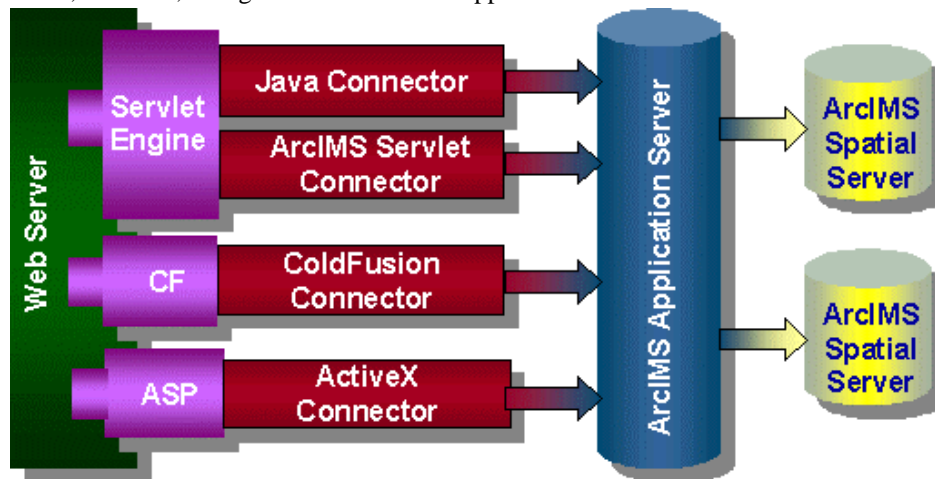 Web Server
Servlet
Engine
Java Connector
ArcIMS Servlet
Connector
CF
ColdFusion
Connector
ASP
ActiveX
Connector
ArcIMS Application Server
ArcIMS
Spatial
Server
ArcIMS
Spatial
Server